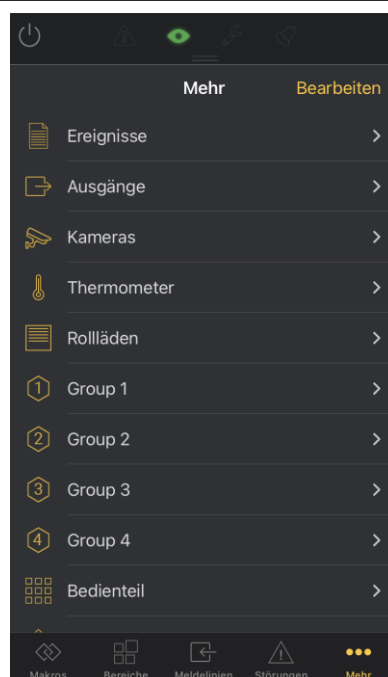 Mehr Bearbeiten
Ereignisse
Ausgänge
Kameras
Thermometer
Rollläden
1 Group 1
2 Group 2
3 Group 3
4 Group 4
Bedienteil
Makros Bereiche Meldelinien Störungen Mehr